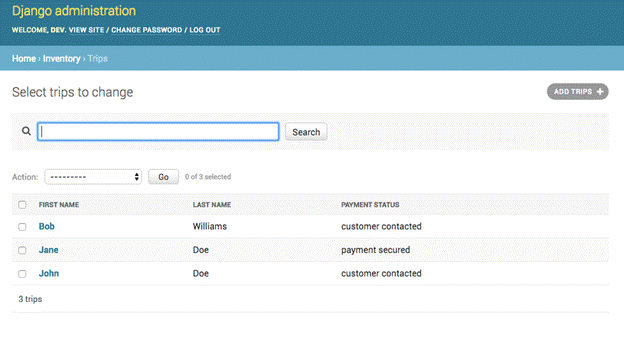 Django administration
WELCOME, DEV. VIEW SITE / CHANGE PASSWORD / LOG OUT
Home › Inventory › Trips
Select trips to change
ADD TRIPS +
Search
Action: --------- Go 0 of 3 selected
FIRST NAME LAST NAME PAYMENT STATUS
Bob Williams customer contacted
Jane Doe payment secured
John Doe customer contacted
3 trips